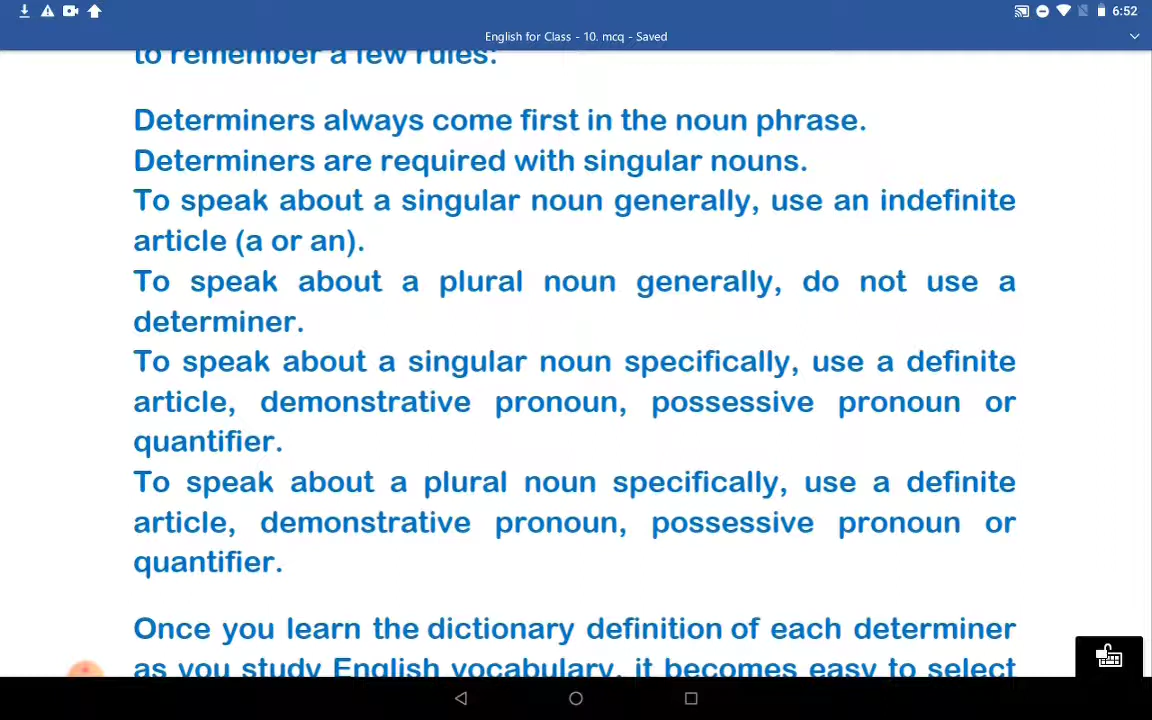 6:52
English for Class - 10. mcq - Saved
to remember a few rules:
Determiners always come first in the noun phrase.
Determiners are required with singular nouns.
To speak about a singular noun generally, use an indefinite
article (a or an).
To speak about a plural noun generally, do not use a
determiner.
To speak about a singular noun specifically, use a definite
article, demonstrative pronoun, possessive pronoun or
quantifier.
To speak about a plural noun specifically, use a definite
article, demonstrative pronoun, possessive pronoun or
quantifier.
Once you learn the dictionary definition of each determiner
as you study English vocabulary, it becomes easy to select